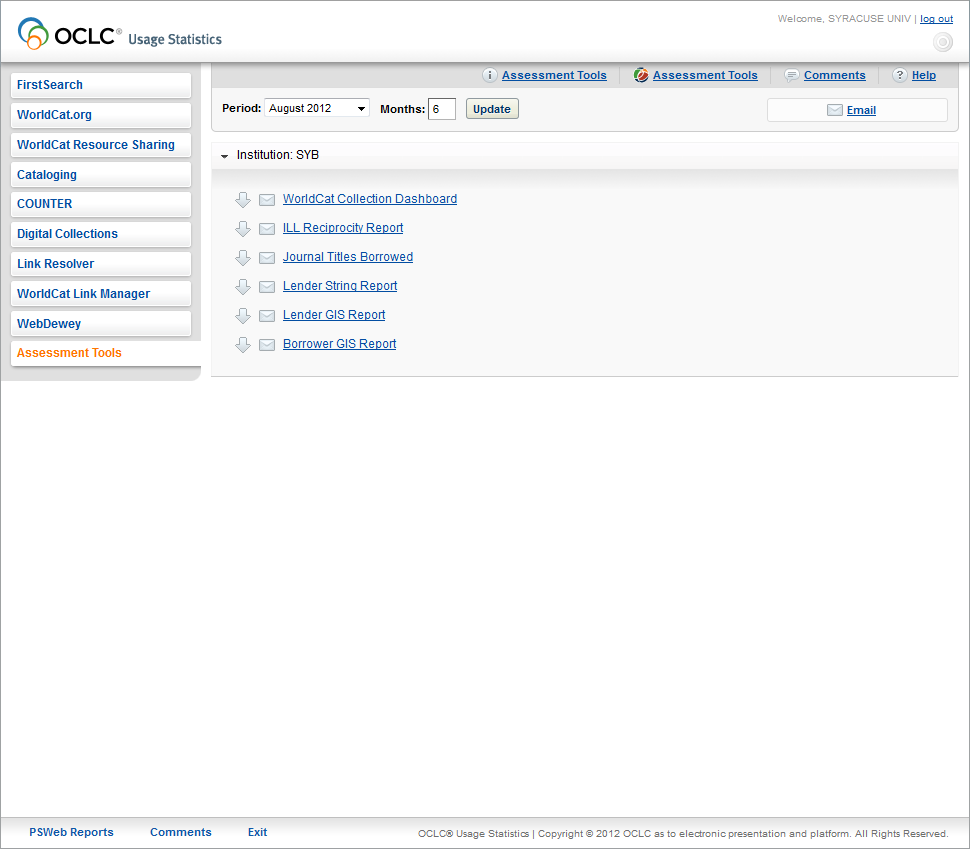 Welcome, SYRACUSE UNIV | log out
OCLC® Usage Statistics
FirstSearch
WorldCat.org
WorldCat Resource Sharing
Cataloging
COUNTER
Digital Collections
Link Resolver
WorldCat Link Manager
WebDewey
Assessment Tools
i Assessment Tools Assessment Tools Comments ? Help
Period: August 2012 Months: 6 Update Email
Institution: SYB
WorldCat Collection Dashboard
ILL Reciprocity Report
Journal Titles Borrowed
Lender String Report
Lender GIS Report
Borrower GIS Report
PSWeb Reports Comments Exit
OCLC® Usage Statistics | Copyright © 2012 OCLC as to electronic presentation and platform. All Rights Reserved.